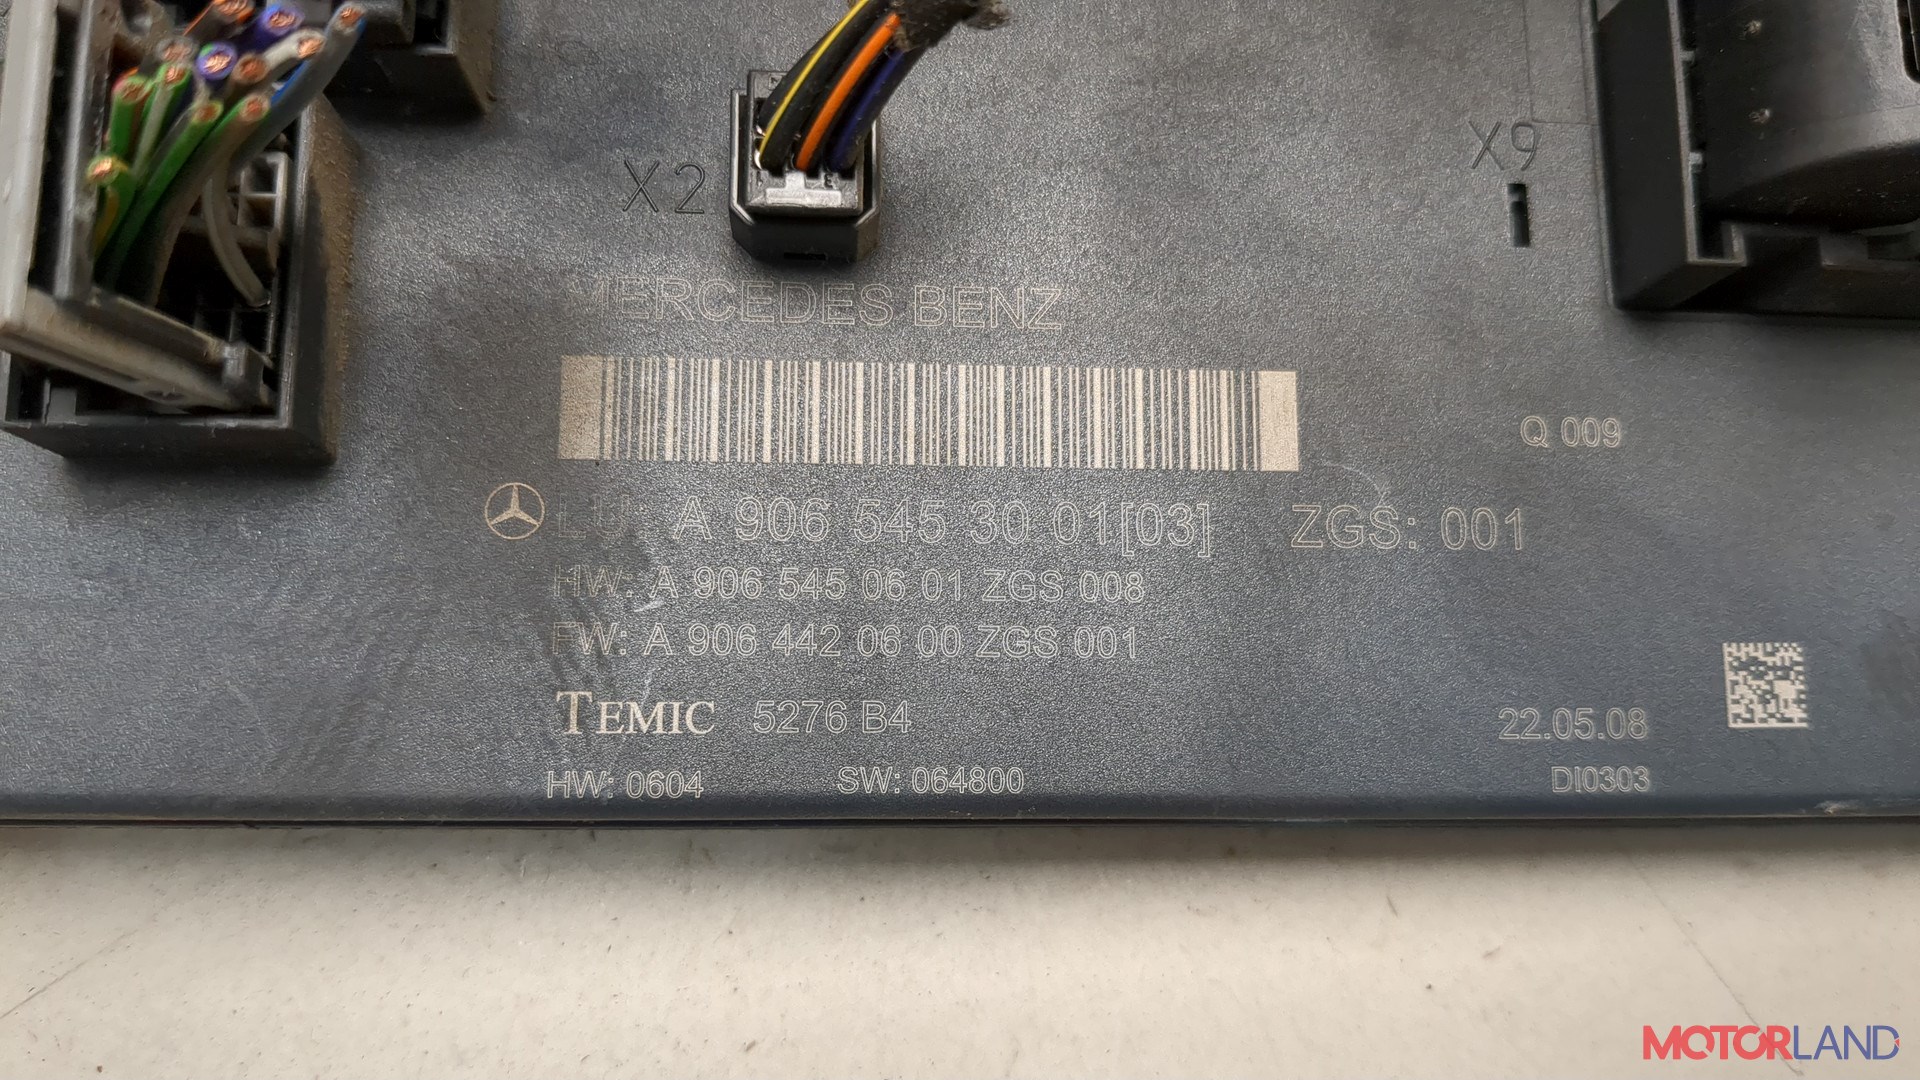 X2
X9
MERCEDES BENZ
Q 009
LU: A 906 545 30 01[03] ZGS: 001
HW: A 906 545 06 01 ZGS 008
FW: A 906 442 06 00 ZGS 001
TEMIC 5276 B4
22.05.08
HW: 0604 SW: 064800
DI0303
MOTORLAND